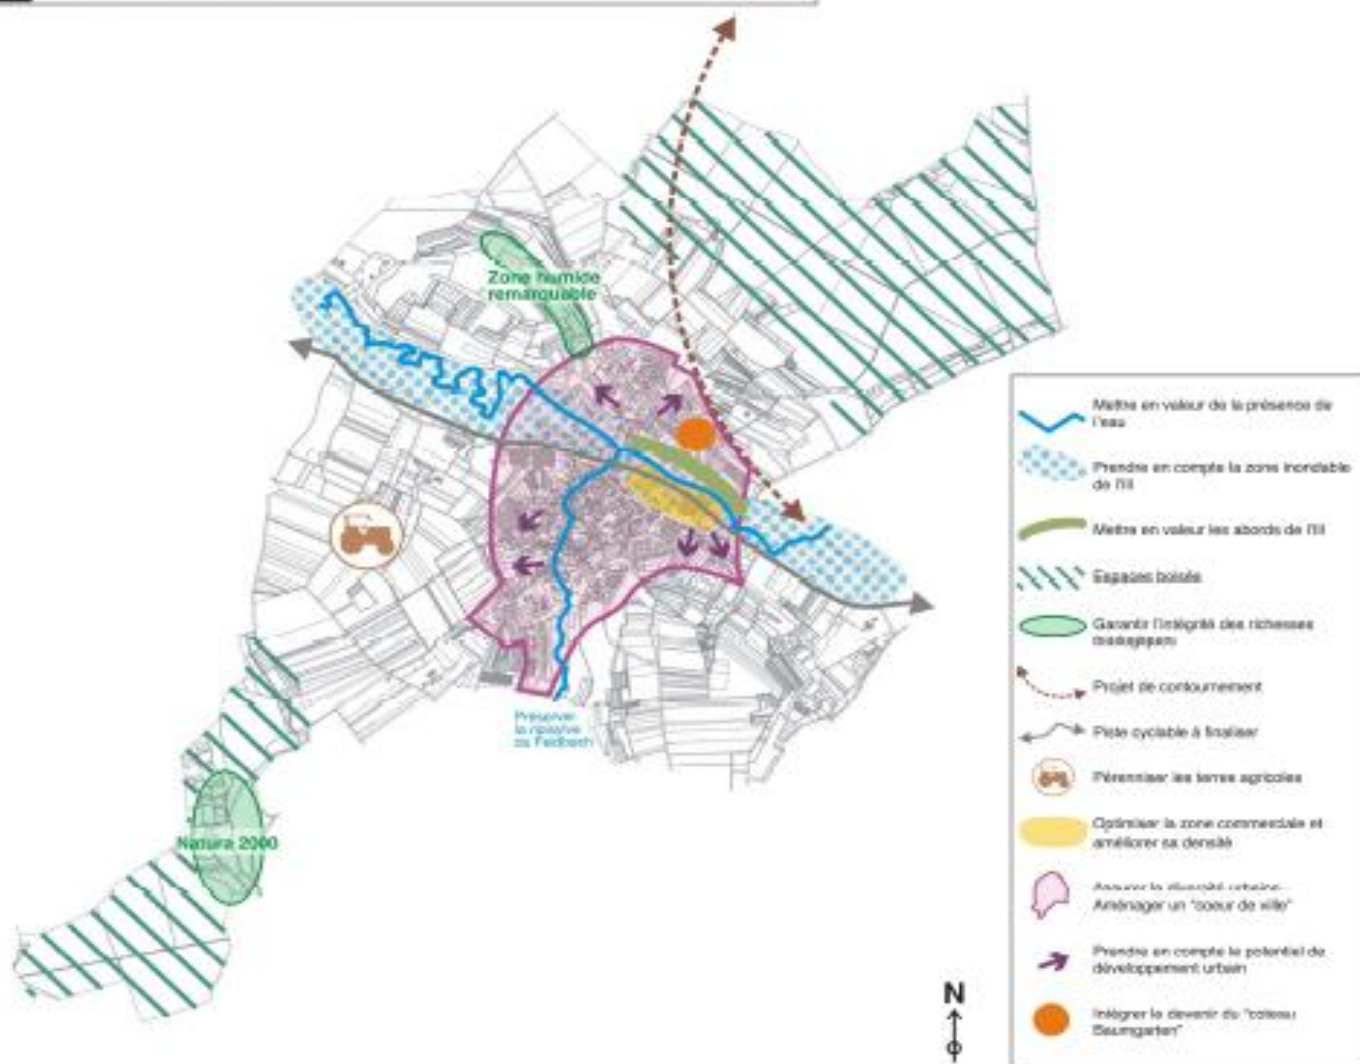 Zone humide
remarquable
Natura 2000
Préserver
la ripisylve
du Feldbach
N
Mettre en valeur de la présence de
l'eau
Prendre en compte la zone inondable
de l'Ill
Mettre en valeur les abords de l'Ill
Espaces boisés
Garantir l'intégrité des richesses
Projet de contournement
Piste cyclable à finaliser
Pérenniser les terres agricoles
Optimiser la zone commerciale et
améliorer sa densité
Assurer la diversité urbaine
Aménager un "coeur de ville"
Prendre en compte le potentiel de
développement urbain
Intégrer le devenir du "coteau
Baumgarten"